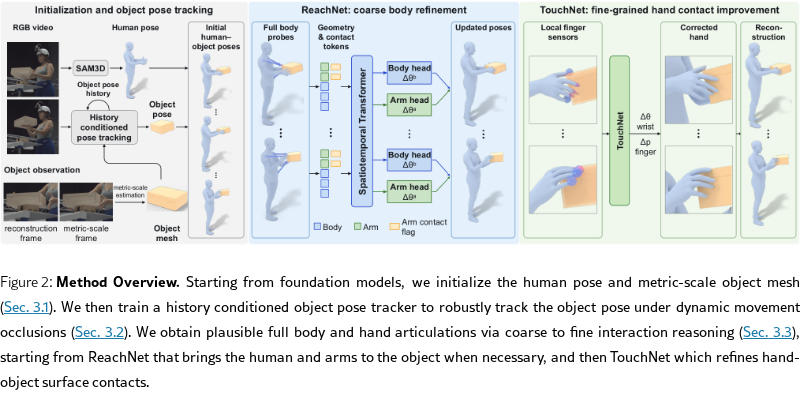 Initialization and object pose tracking
RGB video
Human pose
Initial
human–
object poses
SAM3D
Object pose
history
History
conditioned
pose tracking
Object
pose
Object observation
metric-scale
estimation
reconstruction
frame
metric-scale
frame
Object
mesh
ReachNet: coarse body refinement
Full body
probes
Geometry
& contact
tokens
Updated poses
Spatiotemporal Transformer
Body head
Δθᵇ
Arm head
Δθᵃ
Body head
Δθᵇ
Arm head
Δθᵃ
Body
Arm
Arm contact
flag
TouchNet: fine-grained hand contact improvement
Local finger
sensors
Corrected
hand
Recon-
struction
TouchNet
Δθ
wrist
Δp
finger
Figure 2: Method Overview. Starting from foundation models, we initialize the human pose and metric-scale object mesh
(Sec. 3.1). We then train a history conditioned object pose tracker to robustly track the object pose under dynamic movement
occlusions (Sec. 3.2). We obtain plausible full body and hand articulations via coarse to fine interaction reasoning (Sec. 3.3),
starting from ReachNet that brings the human and arms to the object when necessary, and then TouchNet which refines hand-
object surface contacts.